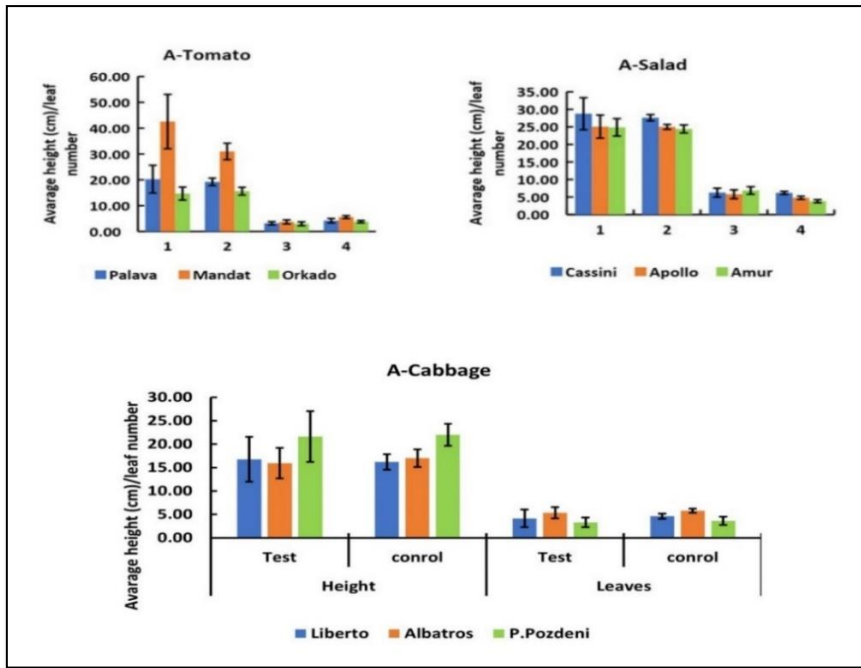 A-Tomato
Avarage height (cm)/leaf
number
60.00
50.00
40.00
30.00
20.00
10.00
0.00
1 2 3 4
Palava Mandat Orkado
A-Salad
Avarage height (cm)/leaf
number
35.00
30.00
25.00
20.00
15.00
10.00
5.00
0.00
1 2 3 4
Cassini Apollo Amur
A-Cabbage
Avarage height (cm)/leaf number
30.00
25.00
20.00
15.00
10.00
5.00
0.00
Test conrol Test conrol
Height Leaves
Liberto Albatros P.Pozdeni